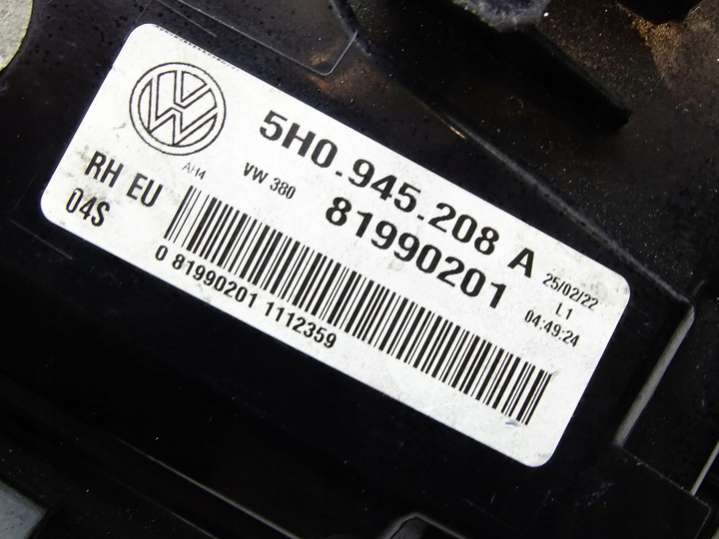 VW
5H0.945.208 A
AH4
VW 380
81990201
25/02/22
L1
04:49:24
RH EU
04S
0 81990201 1112359